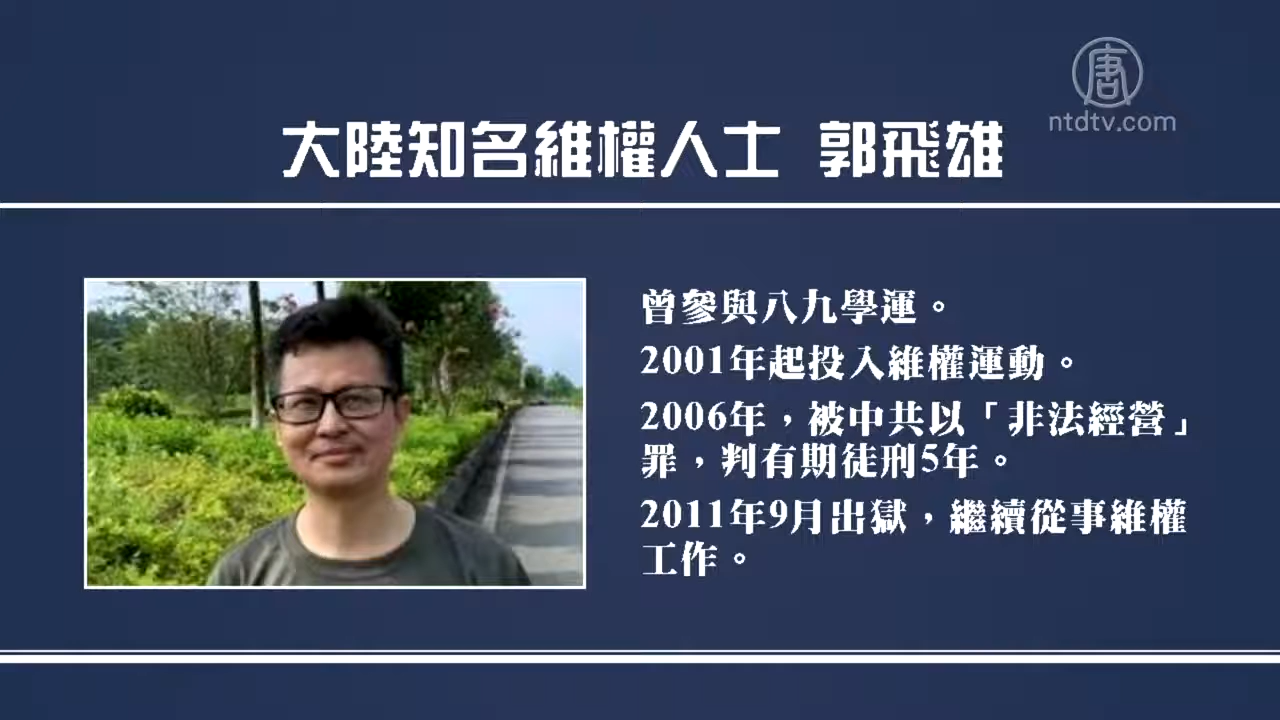 唐
ntdtv.com
大陸知名維權人士 郭飛雄
曾參與八九學運。
2001年起投入維權運動。
2006年，被中共以「非法經營」
罪，判有期徒刑5年。
2011年9月出獄，繼續從事維權
工作。